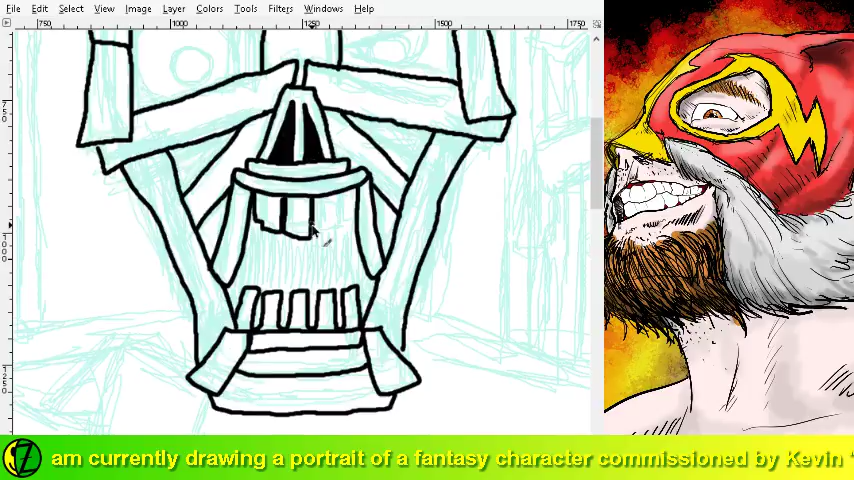 File Edit Select View Image Layer Colors Tools Filters Windows Help
750 1000 1250 1500 1750
am currently drawing a portrait of a fantasy character commissioned by Kevin